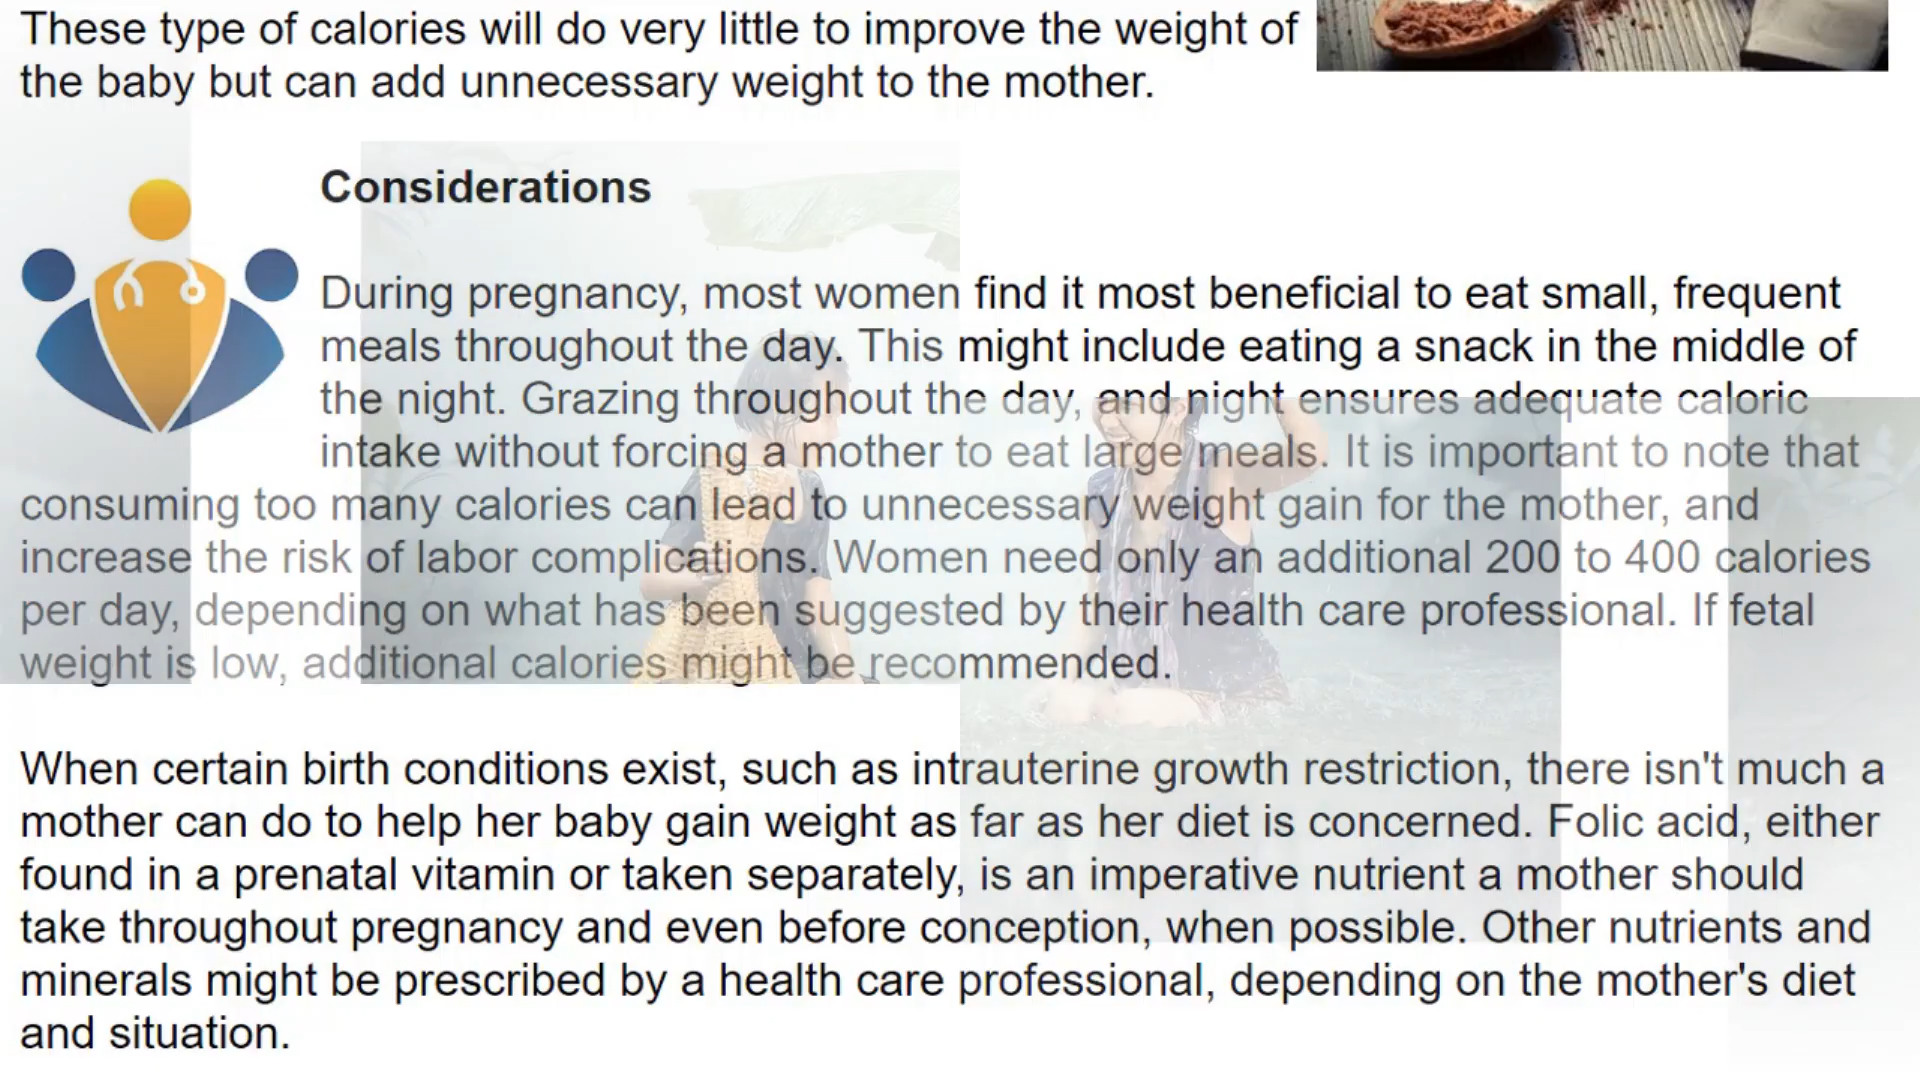 These type of calories will do very little to improve the weight of
the baby but can add unnecessary weight to the mother.
Considerations
During pregnancy, most women find it most beneficial to eat small, frequent
meals throughout the day. This might include eating a snack in the middle of
the night. Grazing throughout the day, and night ensures adequate caloric
intake without forcing a mother to eat large meals. It is important to note that
consuming too many calories can lead to unnecessary weight gain for the mother, and
increase the risk of labor complications. Women need only an additional 200 to 400 calories
per day, depending on what has been suggested by their health care professional. If fetal
weight is low, additional calories might be recommended.
When certain birth conditions exist, such as intrauterine growth restriction, there isn't much a
mother can do to help her baby gain weight as far as her diet is concerned. Folic acid, either
found in a prenatal vitamin or taken separately, is an imperative nutrient a mother should
take throughout pregnancy and even before conception, when possible. Other nutrients and
minerals might be prescribed by a health care professional, depending on the mother's diet
and situation.